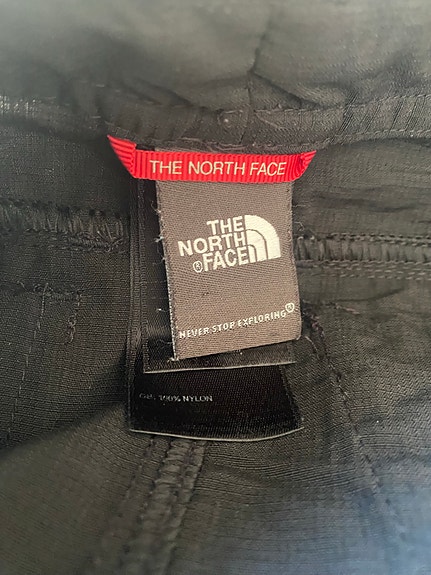 THE NORTH FACE
THE
NORTH
FACE
®
NEVER STOP EXPLORING
100% NYLON